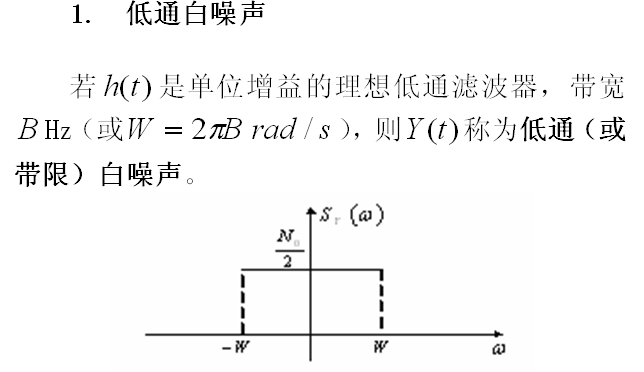 1. 低通白噪声
若 h(t) 是单位增益的理想低通滤波器，带宽
B Hz（或W = 2πB rad / s），则Y(t)称为低通（或
带限）白噪声。
S_Y (ω)
N_0
2
-W W ω